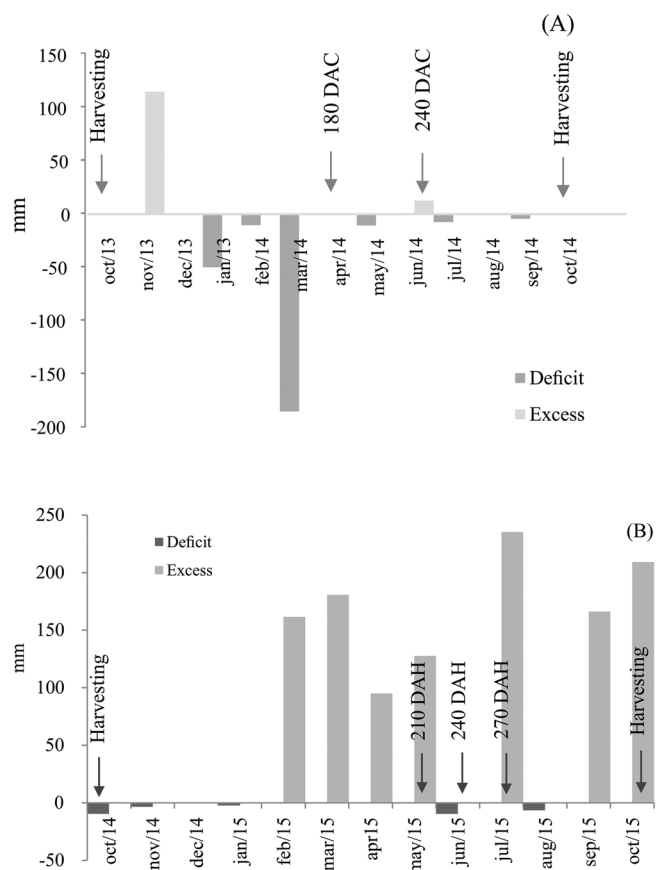 (A)
150
100
50
0
-50
-100
-150
-200
mm
Harvesting
180 DAC
240 DAC
Harvesting
oct/13
nov/13
dec/13
jan/13
feb/14
mar/14
apr/14
may/14
jun/14
jul/14
aug/14
sep/14
oct/14
Deficit
Excess
(B)
250
200
150
100
50
0
-50
mm
Deficit
Excess
Harvesting
210 DAH
240 DAH
270 DAH
Harvesting
oct/14
nov/14
dec/14
jan/15
feb/15
mar/15
apr15
may/15
jun/15
jul/15
aug/15
sep/15
oct/15